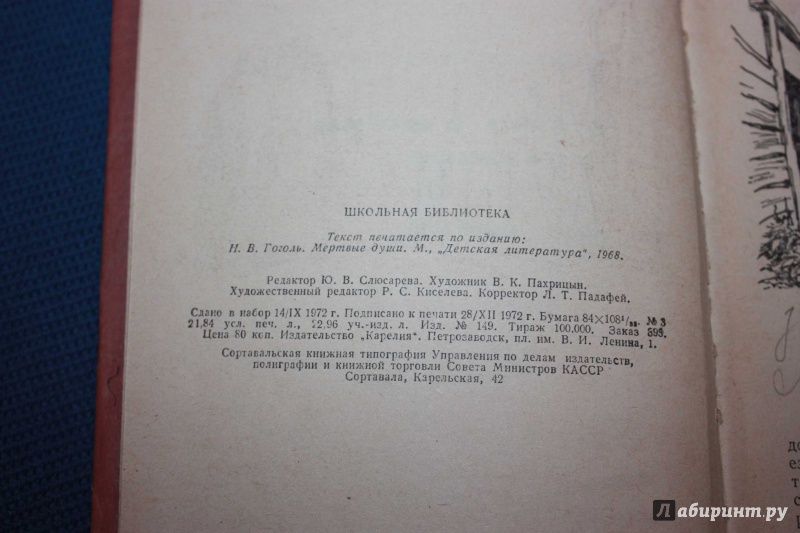 ШКОЛЬНАЯ БИБЛИОТЕКА
Текст печатается по изданию:
Н. В. Гоголь. Мертвые души. М., „Детская литература", 1968.
Редактор Ю. В. Слюсарева. Художник В. К. Пахрицын.
Художественный редактор Р. С. Киселева. Корректор Л. Т. Падафей.
Сдано в набор 14/IX 1972 г. Подписано к печати 28/XII 1972 г. Бумага 84×108¹/₃₂. № 3
21,84 усл. печ. л., 22,96 уч.-изд. л. Изд. № 149. Тираж 100.000. Заказ 393.
Цена 80 коп. Издательство „Карелия". Петрозаводск, пл. им. В. И. Ленина, 1.
Сортавальская книжная типография Управления по делам издательств,
полиграфии и книжной торговли Совета Министров КАССР
Сортавала, Карельская, 42
Лабиринт.ру